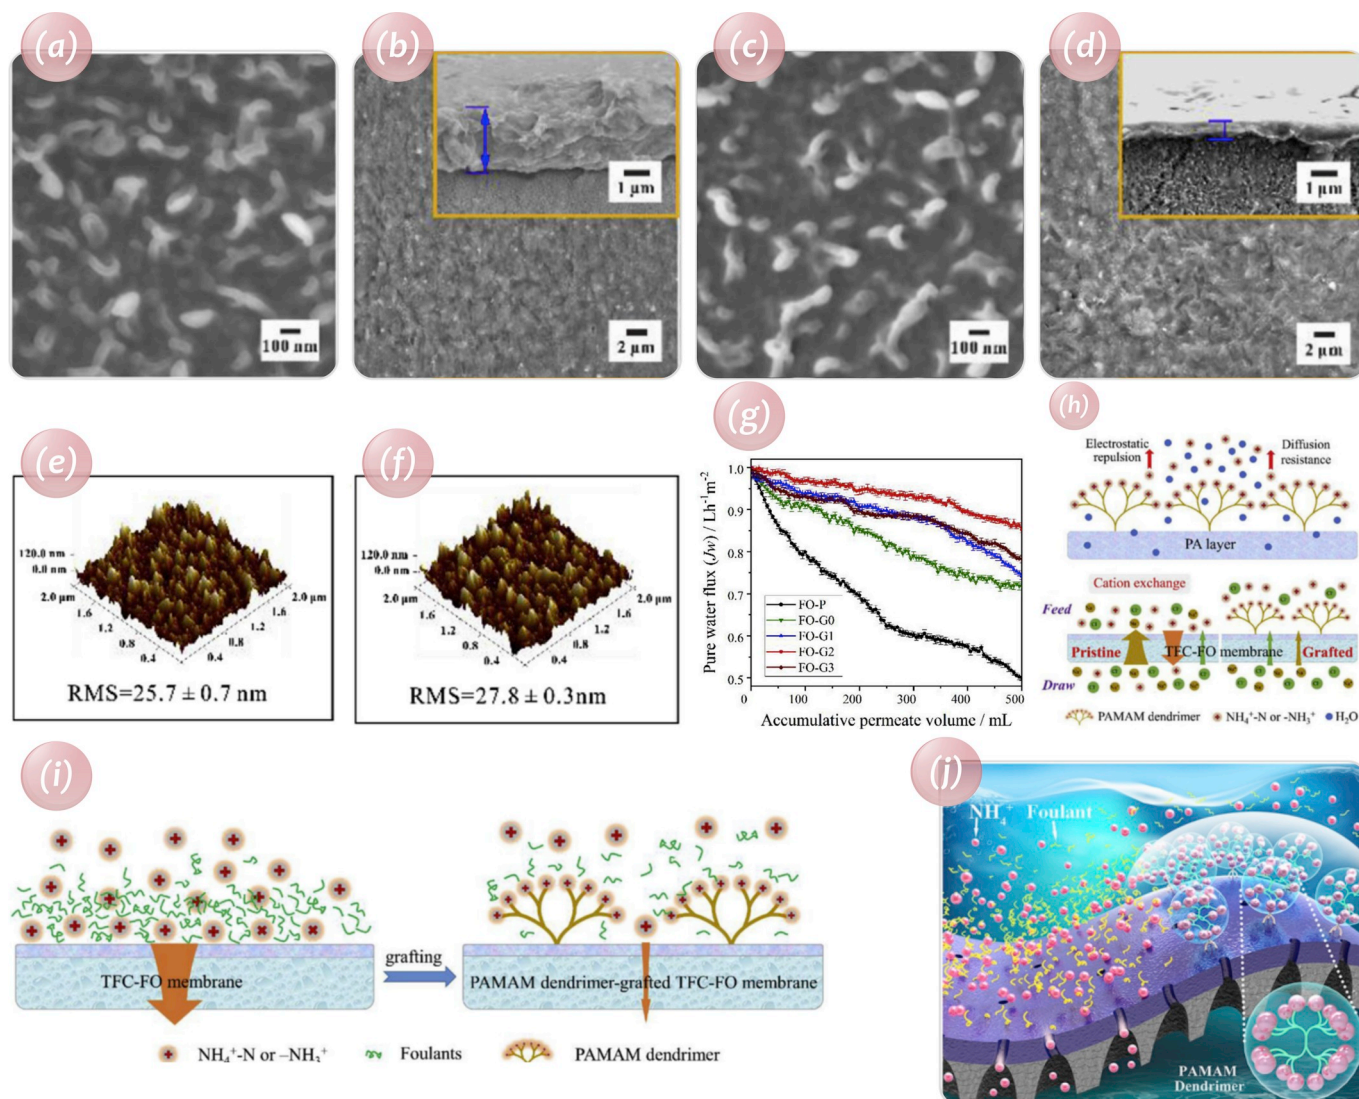 (a)
100 nm
(b)
1 μm
2 μm
(c)
100 nm
(d)
1 μm
2 μm
(e)
120.0 nm
0.0 nm
2.0 μm
1.6
1.2
0.8
0.4
2.0 μm
1.6
1.2
0.8
0.4
RMS=25.7 ± 0.7 nm
(f)
120.0 nm
0.0 nm
2.0 μm
1.6
1.2
0.8
0.4
2.0 μm
1.6
1.2
0.8
0.4
RMS=27.8 ± 0.3nm
(g)
Pure water flux (Jw) / Lh⁻¹m⁻²
1.0
0.9
0.8
0.7
0.6
0.5
FO-P
FO-G0
FO-G1
FO-G2
FO-G3
0 100 200 300 400 500
Accumulative permeate volume / mL
(h)
Electrostatic
repulsion
Diffusion
resistance
PA layer
Cation exchange
Feed
Pristine
TFC-FO membrane
Grafted
Draw
PAMAM dendrimer
NH₄⁺-N or -NH₃⁺
H₂O
(i)
TFC-FO membrane
grafting
PAMAM dendrimer-grafted TFC-FO membrane
NH₄⁺-N or –NH₃⁺
Foulants
PAMAM dendrimer
(j)
NH₄⁺
Foulant
PAMAM
Dendrimer